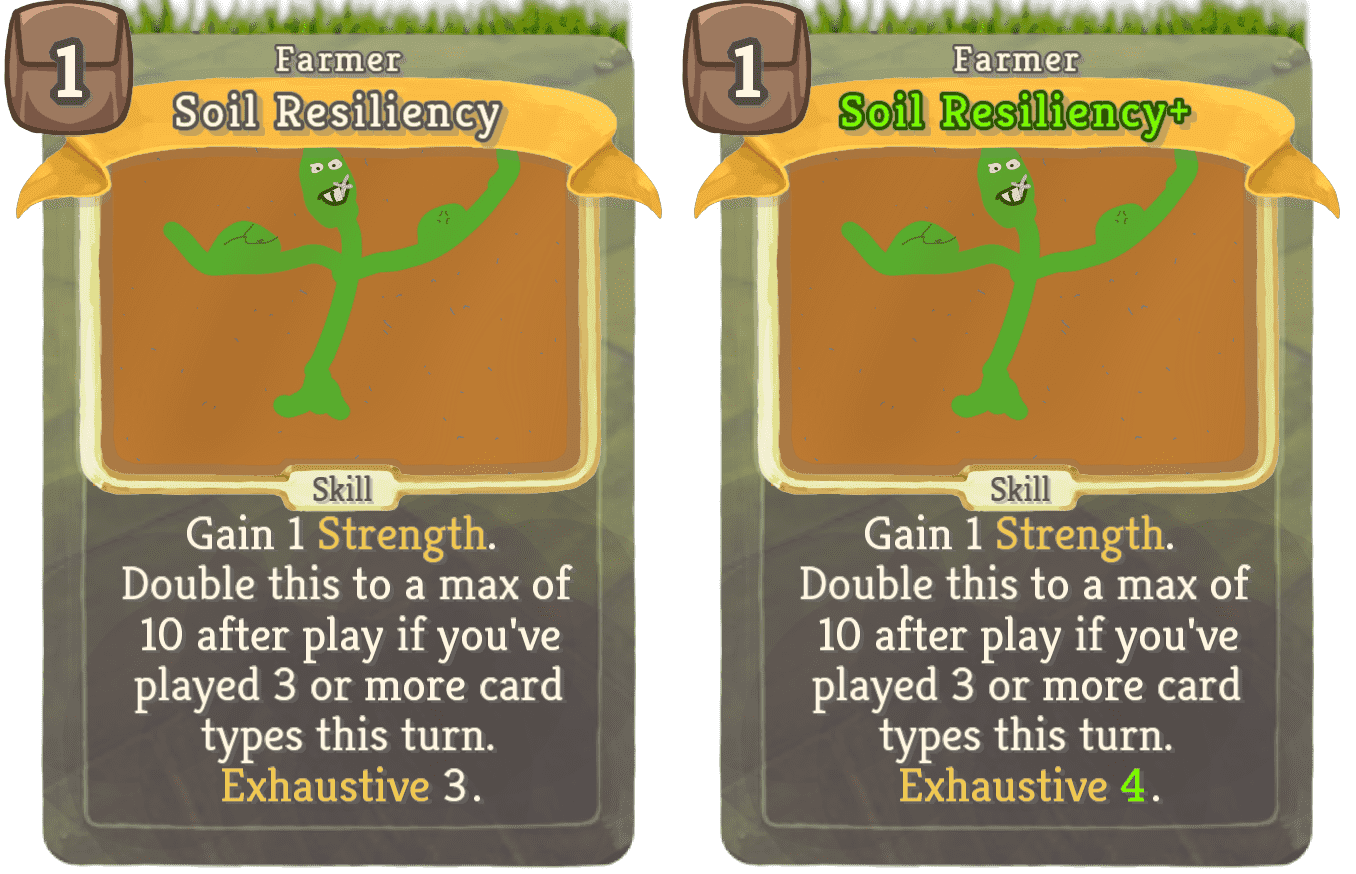 1
Farmer
Soil Resiliency
Skill
Gain 1 Strength.
Double this to a max of
10 after play if you've
played 3 or more card
types this turn.
Exhaustive 3.
1
Farmer
Soil Resiliency+
Skill
Gain 1 Strength.
Double this to a max of
10 after play if you've
played 3 or more card
types this turn.
Exhaustive 4.